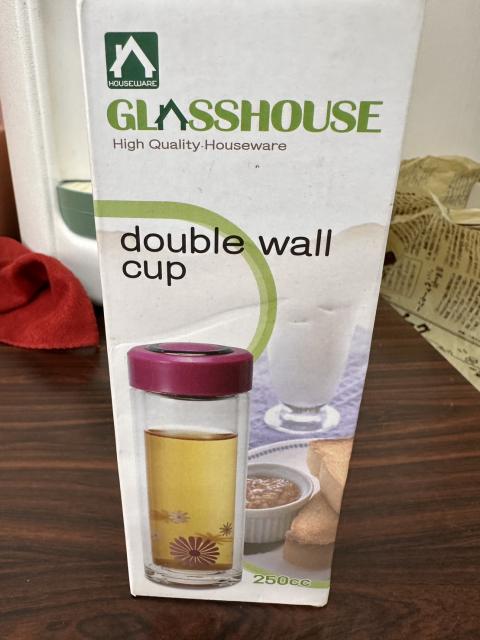 HOUSEWARE
GLASSHOUSE
High Quality·Houseware
double wall
cup
250cc